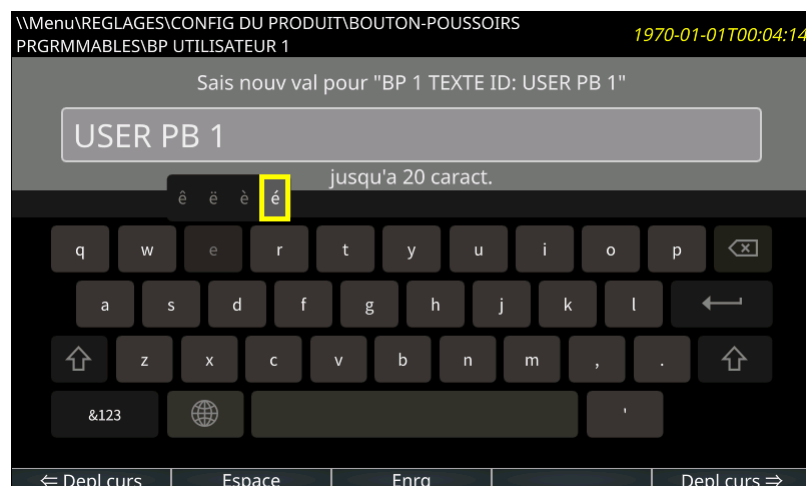 \\Menu\REGLAGES\CONFIG DU PRODUIT\BOUTON-POUSSOIRS
PRGRMMABLES\BP UTILISATEUR 1
1970-01-01T00:04:14
Sais nouv val pour "BP 1 TEXTE ID: USER PB 1"
USER PB 1
jusqu'a 20 caract.
ê ë è é
q w e r t y u i o p
a s d f g h j k l
z x c v b n m , .
&123 '
⇐ Depl curs Espace Enrg Depl curs ⇒